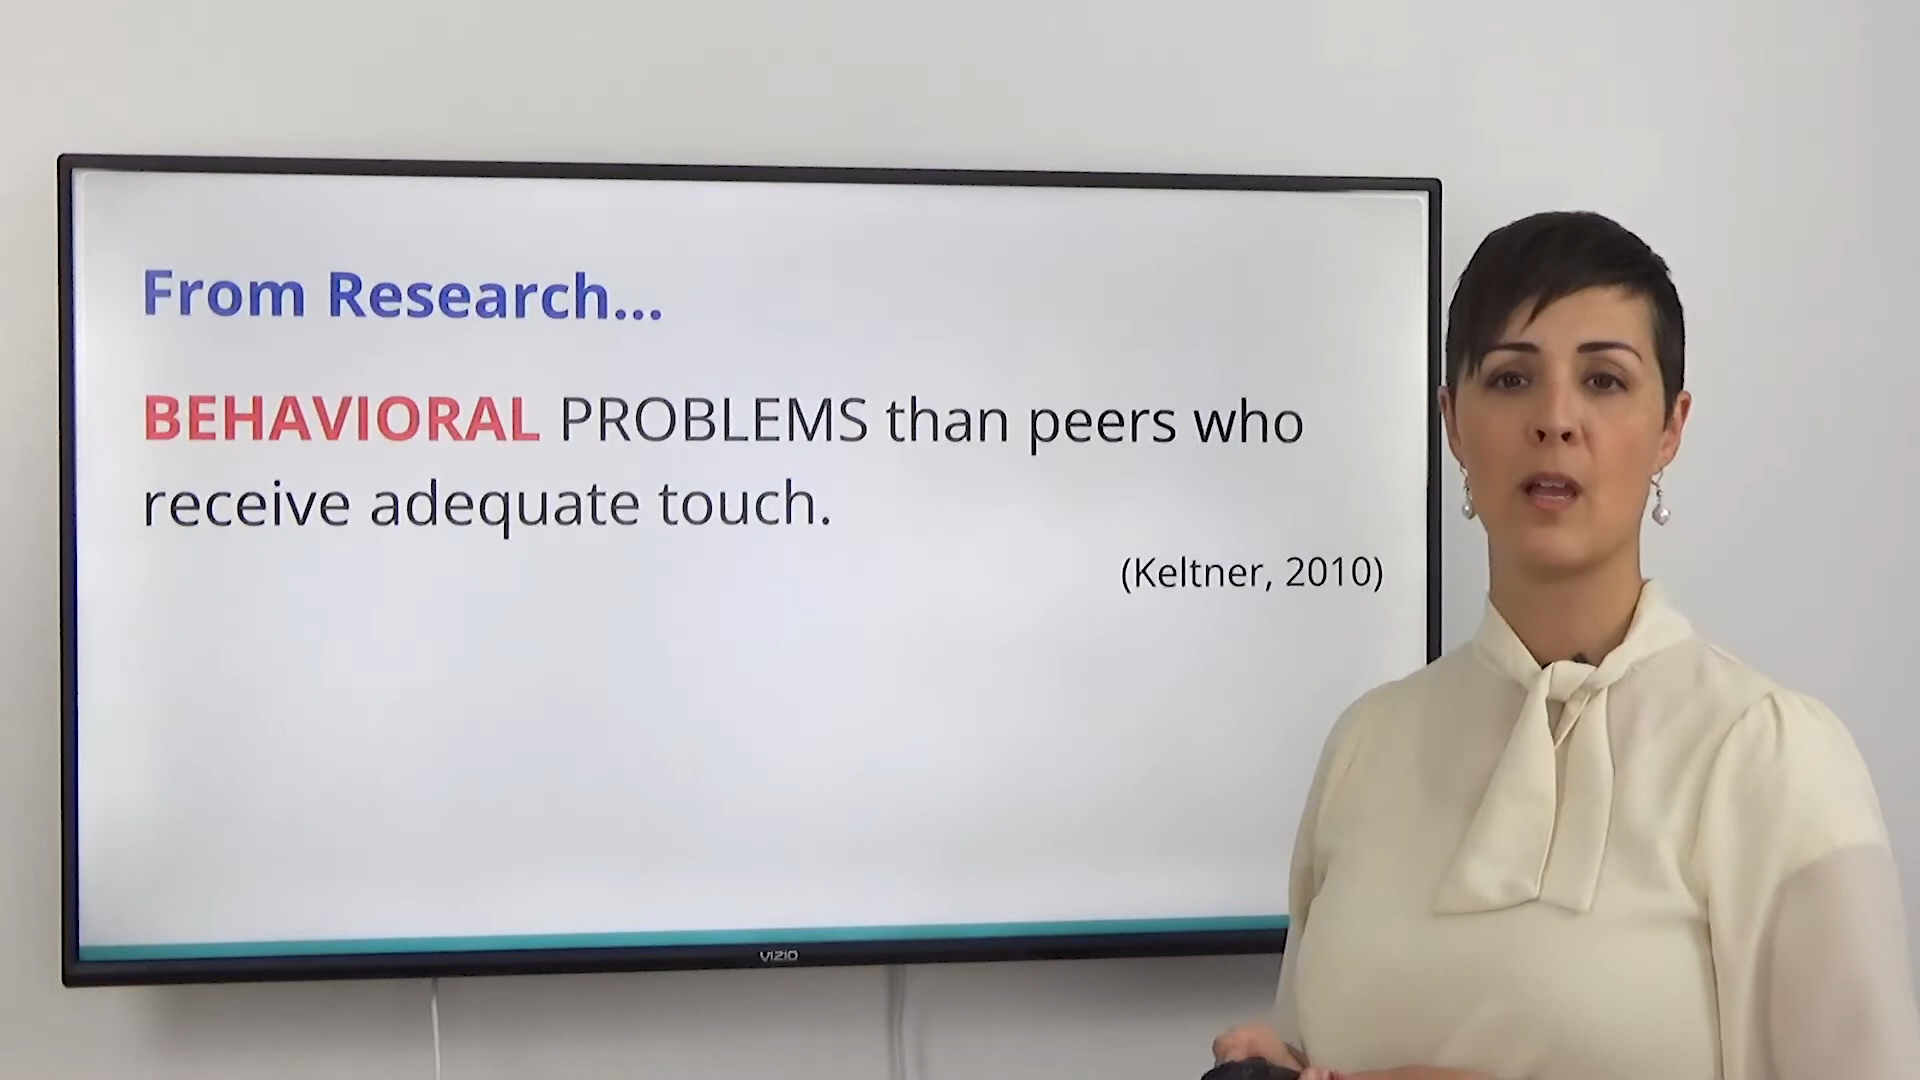 From Research...
BEHAVIORAL PROBLEMS than peers who
receive adequate touch.
(Keltner, 2010)
VIZIO